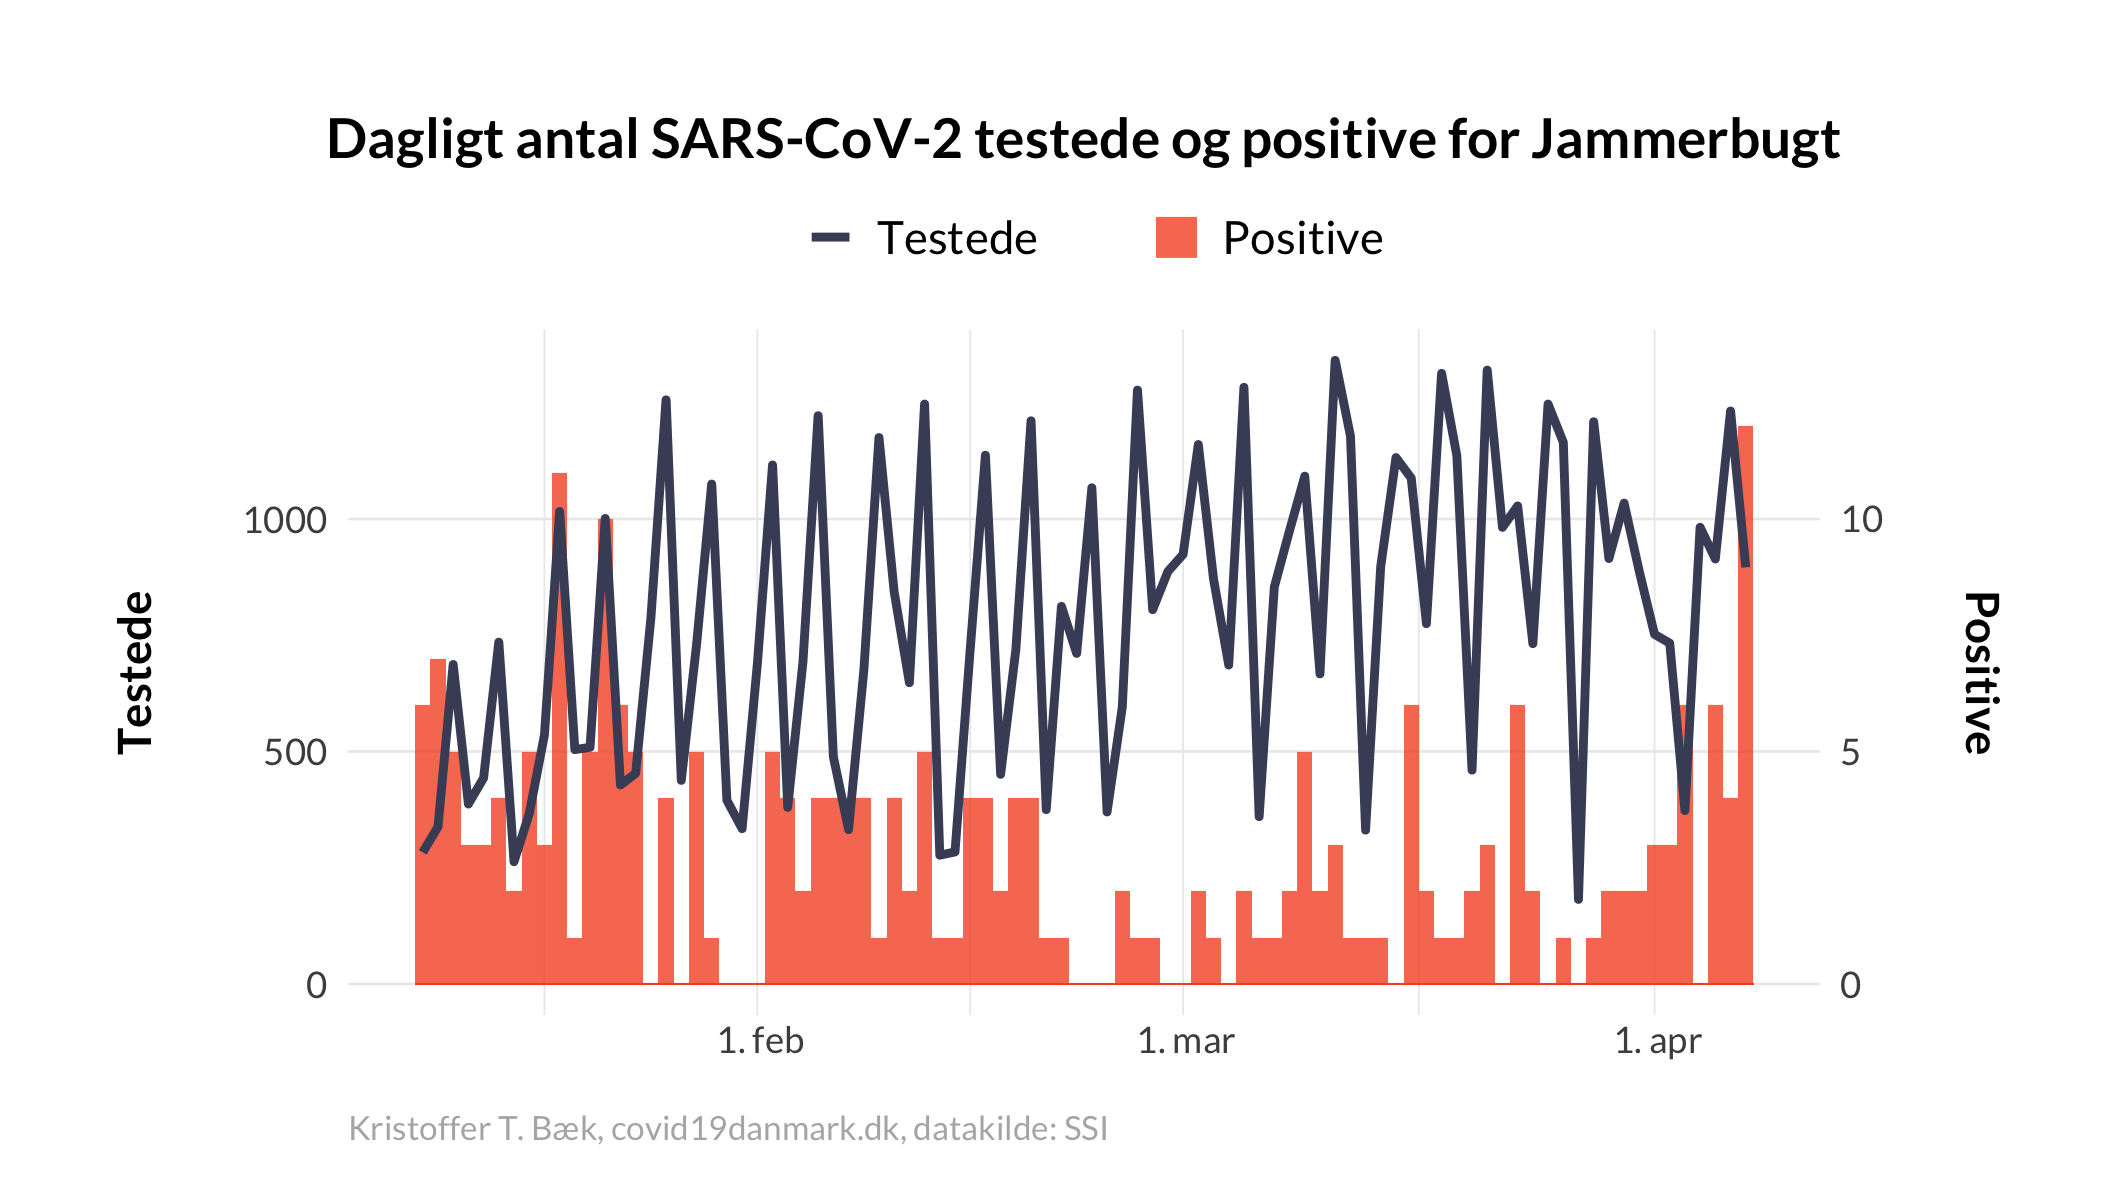 Dagligt antal SARS-CoV-2 testede og positive for Jammerbugt
Testede
Positive
1000
500
0
Testede
10
5
0
Positive
1. feb
1. mar
1. apr
Kristoffer T. Bæk, covid19danmark.dk, datakilde: SSI